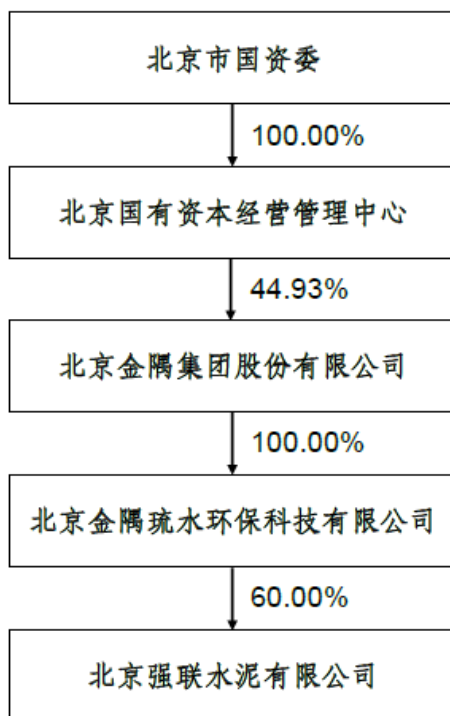 北京市国资委
100.00%
北京国有资本经营管理中心
44.93%
北京金隅集团股份有限公司
100.00%
北京金隅琉水环保科技有限公司
60.00%
北京强联水泥有限公司